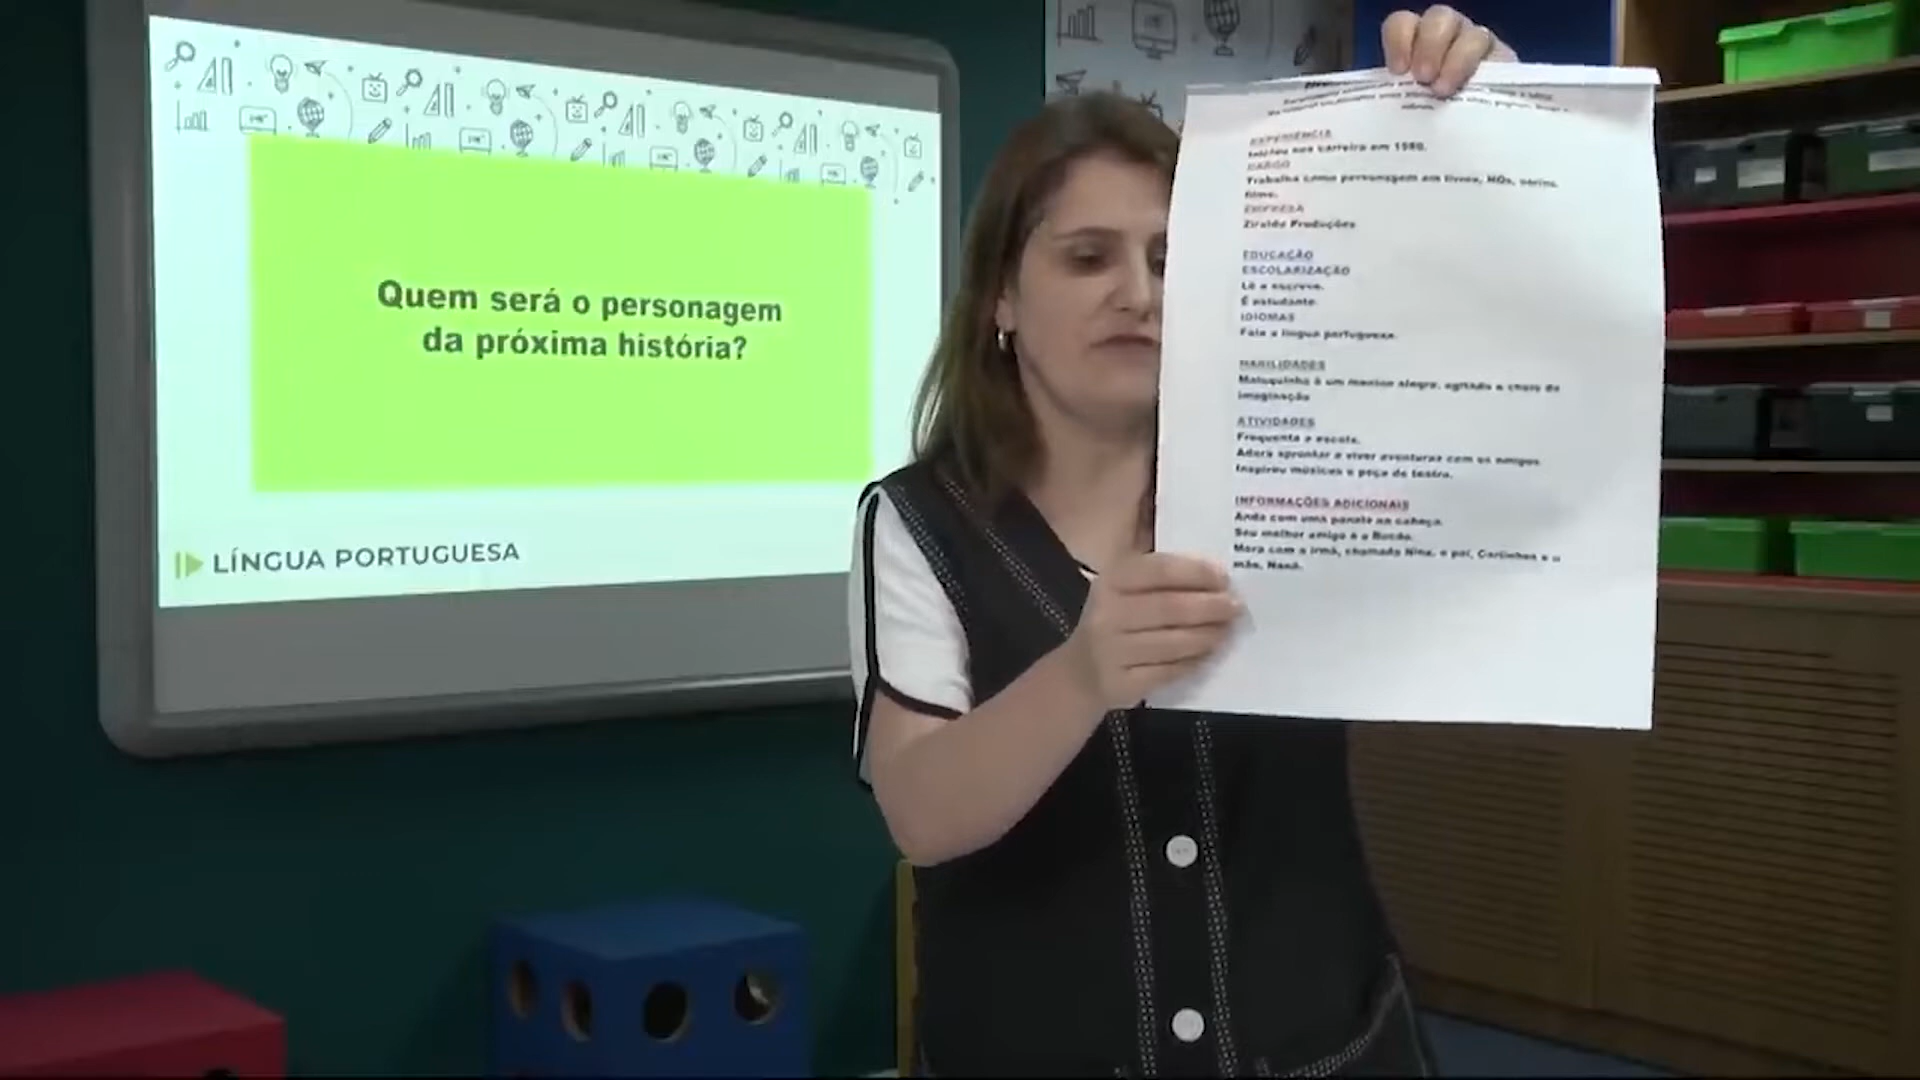 Quem será o personagem
da próxima história?
LÍNGUA PORTUGUESA
EXPERIÊNCIA
Iniciou sua carreira em 1980.
CARGO
Trabalha como personagem em livros, HQs, séries,
filme.
EMPRESA
Ziraldo Produções
EDUCAÇÃO
ESCOLARIZAÇÃO
Lê e escreve.
É estudante.
IDIOMAS
Fala a língua portuguesa.
HABILIDADES
Maluquinho é um menino alegre, agitado e cheio de
imaginação
ATIVIDADES
Frequenta a escola.
Adora aprontar e viver aventuras com os amigos.
Inspirou músicas e peça de teatro.
INFORMAÇÕES ADICIONAIS
Anda com uma panela na cabeça.
Seu melhor amigo é o Bocão.
Mora com a irmã, chamada Nina, o pai, Carlinhos e a
mãe, Naná.